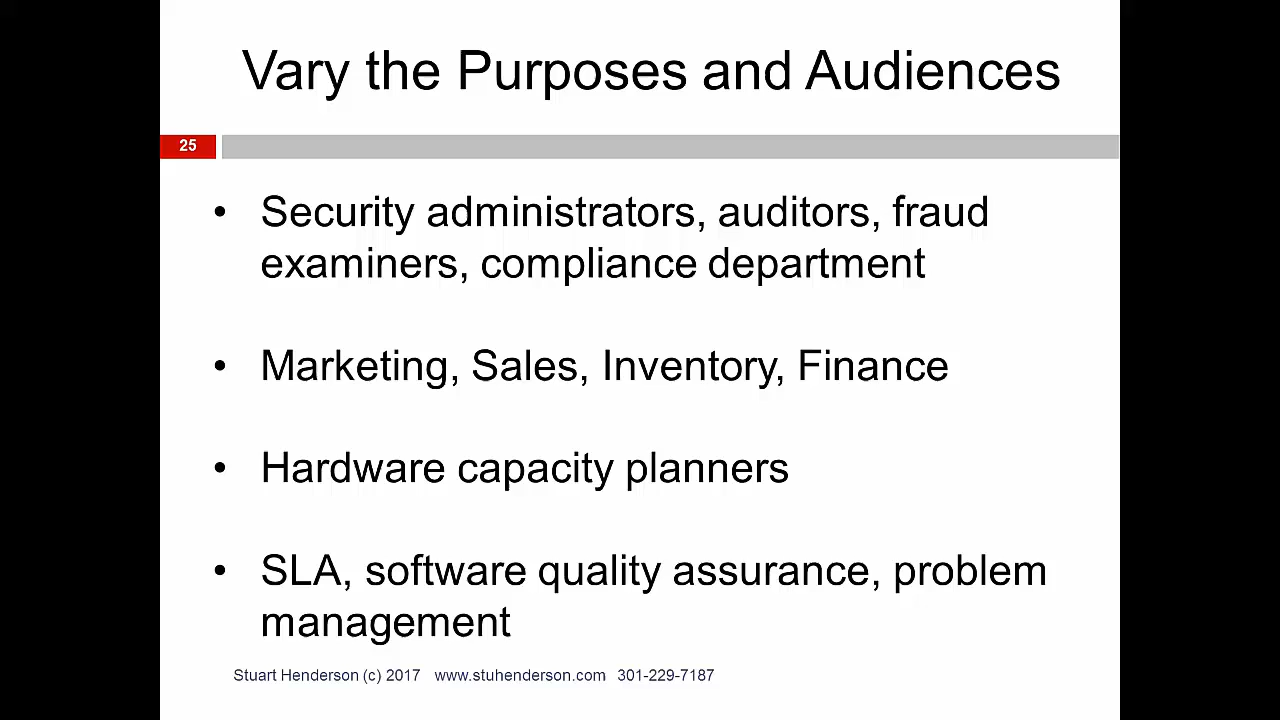 Vary the Purposes and Audiences
25
• Security administrators, auditors, fraud
examiners, compliance department
• Marketing, Sales, Inventory, Finance
• Hardware capacity planners
• SLA, software quality assurance, problem
management
Stuart Henderson (c) 2017 www.stuhenderson.com 301-229-7187